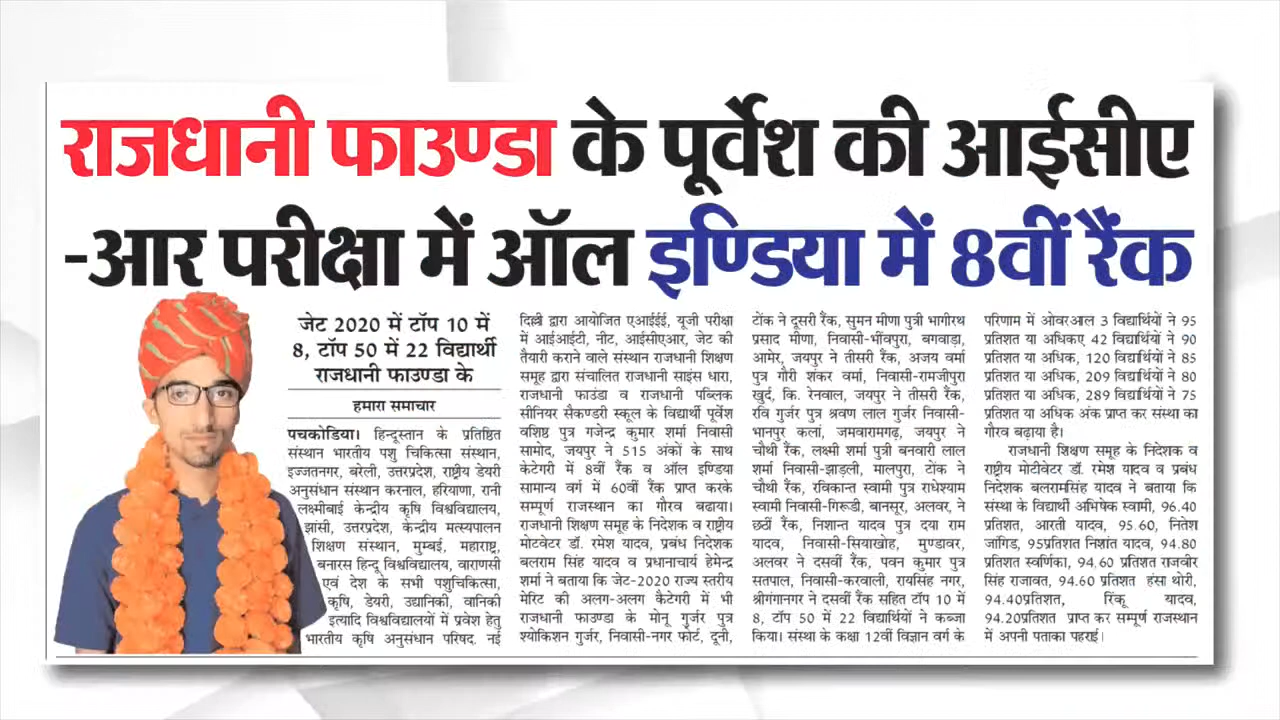 राजधानी फाउण्डा के पूर्वेश की आईसीए
-आर परीक्षा में ऑल इण्डिया में 8वीं रैंक
जेट 2020 में टॉप 10 में
8, टॉप 50 में 22 विद्यार्थी
राजधानी फाउण्डा के
हमारा समाचार
पचकोडिया। हिन्दूस्तान के प्रतिष्ठित
संस्थान भारतीय पशु चिकित्सा संस्थान,
इज्जतनगर, बरेली, उत्तरप्रदेश, राष्ट्रीय डेयरी
अनुसंधान संस्थान करनाल, हरियाणा, रानी
लक्ष्मीबाई केन्द्रीय कृषि विश्वविद्यालय,
झांसी, उत्तरप्रदेश, केन्द्रीय मत्स्यपालन
शिक्षण संस्थान, मुम्बई, महाराष्ट्र,
बनारस हिन्दू विश्वविद्यालय, वाराणसी
एवं देश के सभी पशुचिकित्सा,
कृषि, डेयरी, उद्यानिकी, वानिकी
इत्यादि विश्वविद्यालयों में प्रवेश हेतु
भारतीय कृषि अनुसंधान परिषद. नई
दिल्ली द्वारा आयोजित एआईईई, यूजी परीक्षा
में आईआईटी, नीट, आईसीएआर, जेट की
तैयारी कराने वाले संस्थान राजधानी शिक्षण
समूह द्वारा संचालित राजधानी साइंस धारा,
राजधानी फाउंडा व राजधानी पब्लिक
सीनियर सैकण्डरी स्कूल के विद्यार्थी पूर्वेश
वशिष्ठ पुत्र गजेन्द्र कुमार शर्मा निवासी
सामोद, जयपुर ने 515 अंकों के साथ
केटेगरी में 8वीं रैंक व ऑल इण्डिया
सामान्य वर्ग में 60वीं रैंक प्राप्त करके
सम्पूर्ण राजस्थान का गौरव बढाया।
राजधानी शिक्षण समूह के निदेशक व राष्ट्रीय
मोटवेटर डॉ. रमेश यादव, प्रबंध निदेशक
बलराम सिंह यादव व प्रधानाचार्य हेमेन्द्र
शर्मा ने बताया कि जेट-2020 राज्य स्तरीय
मेरिट की अलग-अलग कैटेगरी में भी
राजधानी फाउण्डा के मोनू गुर्जर पुत्र
श्योकिशन गुर्जर, निवासी-नगर फोर्ट, दूनी,
टोंक ने दूसरी रैंक, सुमन मीणा पुत्री भागीरथ
प्रसाद मीणा, निवासी-भींवपुरा, बगवाड़ा,
आमेर, जयपुर ने तीसरी रैंक, अजय वर्मा
पुत्र गौरी शंकर वर्मा, निवासी-रामजीपुरा
खुर्द, कि. रेनवाल, जयपुर ने तीसरी रैंक,
रवि गुर्जर पुत्र श्रवण लाल गुर्जर निवासी-
भानपुर कलां, जमवारामगढ़, जयपुर ने
चौथी रैंक, लक्ष्मी शर्मा पुत्री बनवारी लाल
शर्मा निवासी-झाड़ली, मालपुरा, टोंक ने
चौथी रैंक, रविकान्त स्वामी पुत्र राधेश्याम
स्वामी निवासी-गिरूडी, बानसूर, अलवर, ने
छठीं रैंक, निशान्त यादव पुत्र दया राम
यादव, निवासी-सियाखोह, मुण्डावर,
अलवर ने दसवीं रैंक, पवन कुमार पुत्र
सतपाल, निवासी-करवाली, रायसिंह नगर,
श्रीगंगानगर ने दसवीं रैंक सहित टॉप 10 में
8, टॉप 50 में 22 विद्यार्थियों ने कब्जा
किया। संस्था के कक्षा 12वीं विज्ञान वर्ग के
परिणाम में ओवरआल 3 विद्यार्थियों ने 95
प्रतिशत या अधिकए 42 विद्यार्थियों ने 90
प्रतिशत या अधिक, 120 विद्यार्थियों ने 85
प्रतिशत या अधिक, 209 विद्यार्थियों ने 80
प्रतिशत या अधिक, 289 विद्यार्थियों ने 75
प्रतिशत या अधिक अंक प्राप्त कर संस्था का
गौरव बढ़ाया है।
राजधानी शिक्षण समूह के निदेशक व
राष्ट्रीय मोटीवेटर डॉ. रमेश यादव व प्रबंध
निदेशक बलरामसिंह यादव ने बताया कि
संस्था के विद्यार्थी अभिषेक स्वामी, 96.40
प्रतिशत, आरती यादव, 95.60, नितेश
जांगिड, 95प्रतिशत निशांत यादव, 94.80
प्रतिशत स्वर्णिका, 94.60 प्रतिशत राजवीर
सिंह राजावत, 94.60 प्रतिशत हंसा थोरी,
94.40प्रतिशत, रिंकू यादव,
94.20प्रतिशत प्राप्त कर सम्पूर्ण राजस्थान
में अपनी पताका पहराई।